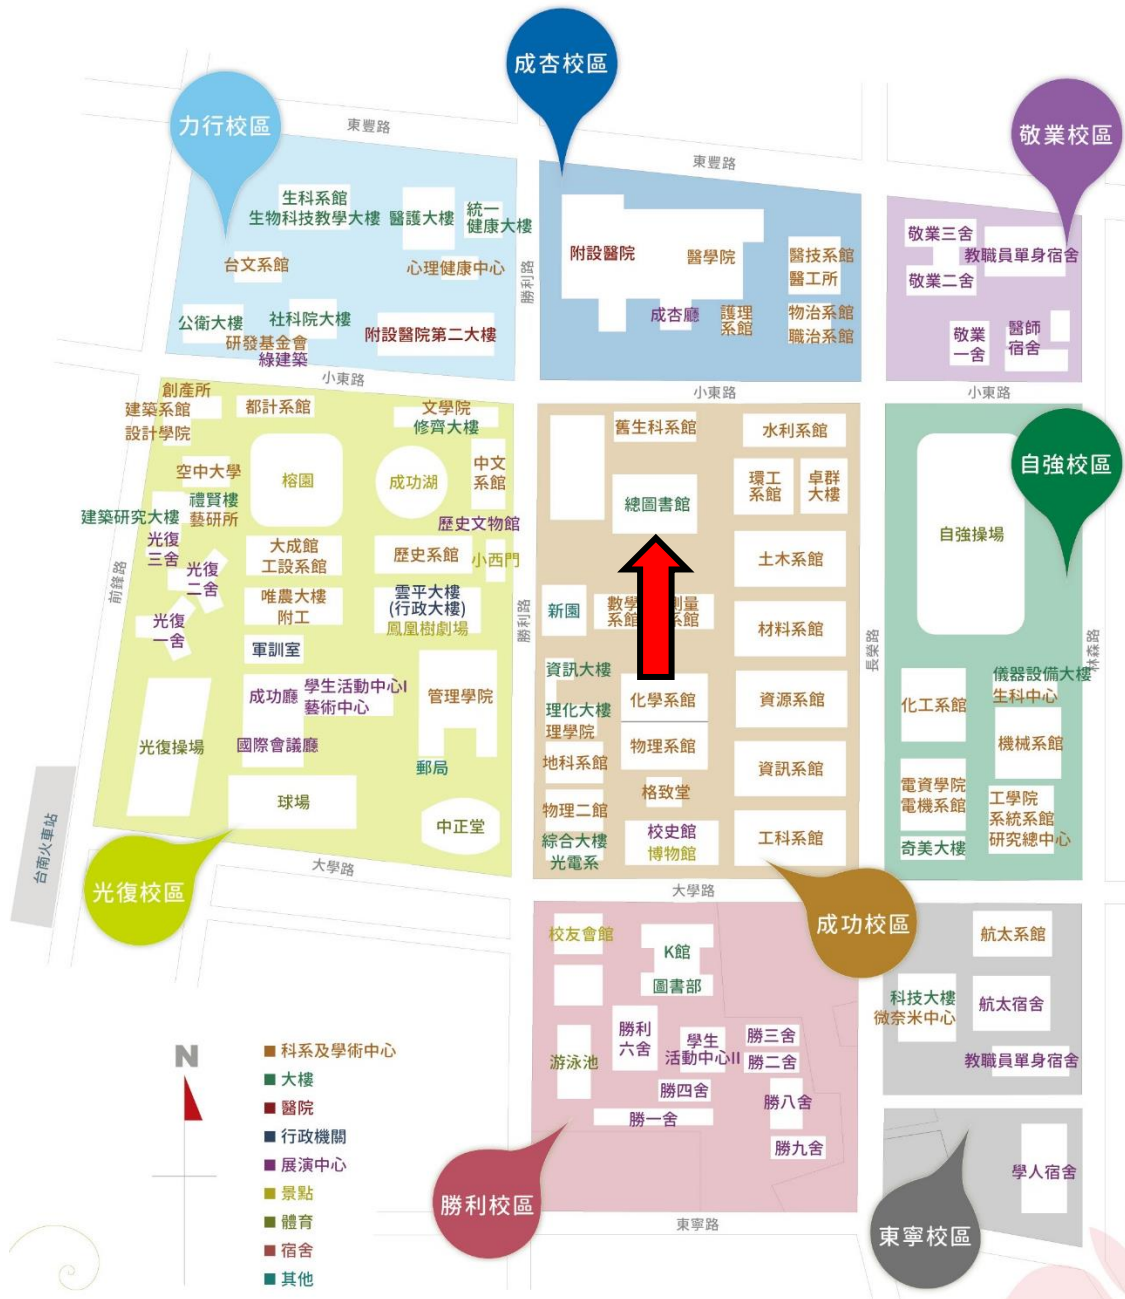 成杏校區
力行校區
敬業校區
東豐路
東豐路
生科系館
生物科技教學大樓
醫護大樓
統一
健康大樓
台文系館
心理健康中心
公衛大樓
社科院大樓
研發基金會
綠建築
附設醫院第二大樓
勝利路
附設醫院
醫學院
醫技系館
醫工所
成杏廳
護理
系館
物治系館
職治系館
敬業三舍
教職員單身宿舍
敬業二舍
敬業
一舍
醫師
宿舍
小東路
小東路
小東路
創產所
建築系館
設計學院
都計系館
文學院
修齊大樓
空中大學
榕園
成功湖
中文
系館
禮賢樓
建築研究大樓
藝研所
歷史文物館
光復
三舍
光復
二舍
光復
一舍
大成館
工設系館
歷史系館
小西門
唯農大樓
附工
雲平大樓
(行政大樓)
鳳凰樹劇場
軍訓室
成功廳
學生活動中心I
藝術中心
管理學院
國際會議廳
光復操場
郵局
球場
中正堂
前鋒路
台南火車站
光復校區
大學路
勝利路
舊生科系館
水利系館
總圖書館
環工
系館
卓群
大樓
土木系館
新園
數學
系館
測量
系館
材料系館
資訊大樓
化學系館
資源系館
理化大樓
理學院
物理系館
地科系館
資訊系館
格致堂
物理二館
校史館
博物館
工科系館
綜合大樓
光電系
長榮路
大學路
成功校區
自強校區
自強操場
林森路
儀器設備大樓
生科中心
化工系館
機械系館
電資學院
電機系館
工學院
系統系館
研究總中心
奇美大樓
校友會館
K館
圖書部
勝利
六舍
學生
活動中心II
勝三舍
勝二舍
游泳池
勝四舍
勝八舍
勝一舍
勝九舍
勝利校區
東寧路
航太系館
科技大樓
微奈米中心
航太宿舍
教職員單身宿舍
學人宿舍
東寧校區
N
科系及學術中心
大樓
醫院
行政機關
展演中心
景點
體育
宿舍
其他